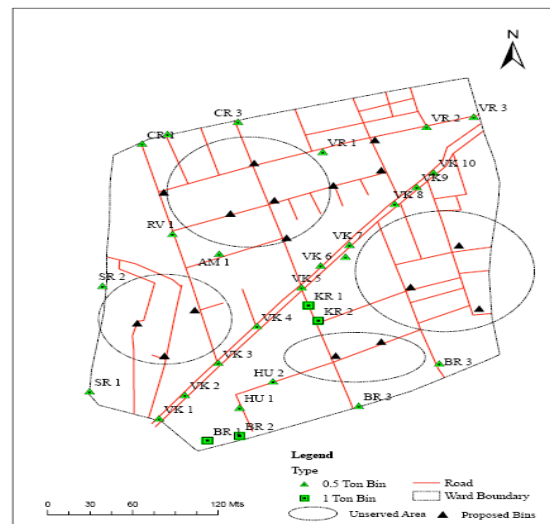 N
CR 3
VR 3
CR 1
VR 2
VR 1
VK 10
VK9
VK 8
RV 1
VK 7
AM 1
VK 6
SR 2
VK 5
KR 1
KR 2
VK 4
VK 3
BR 3
SR 1
VK 2
HU 2
HU 1
BR 3
VK 1
BR 1
BR 2
Legend
Type
0.5 Ton Bin
Road
1 Ton Bin
Ward Boundary
30 60 120 Mts
Unserved Area
Proposed Bins